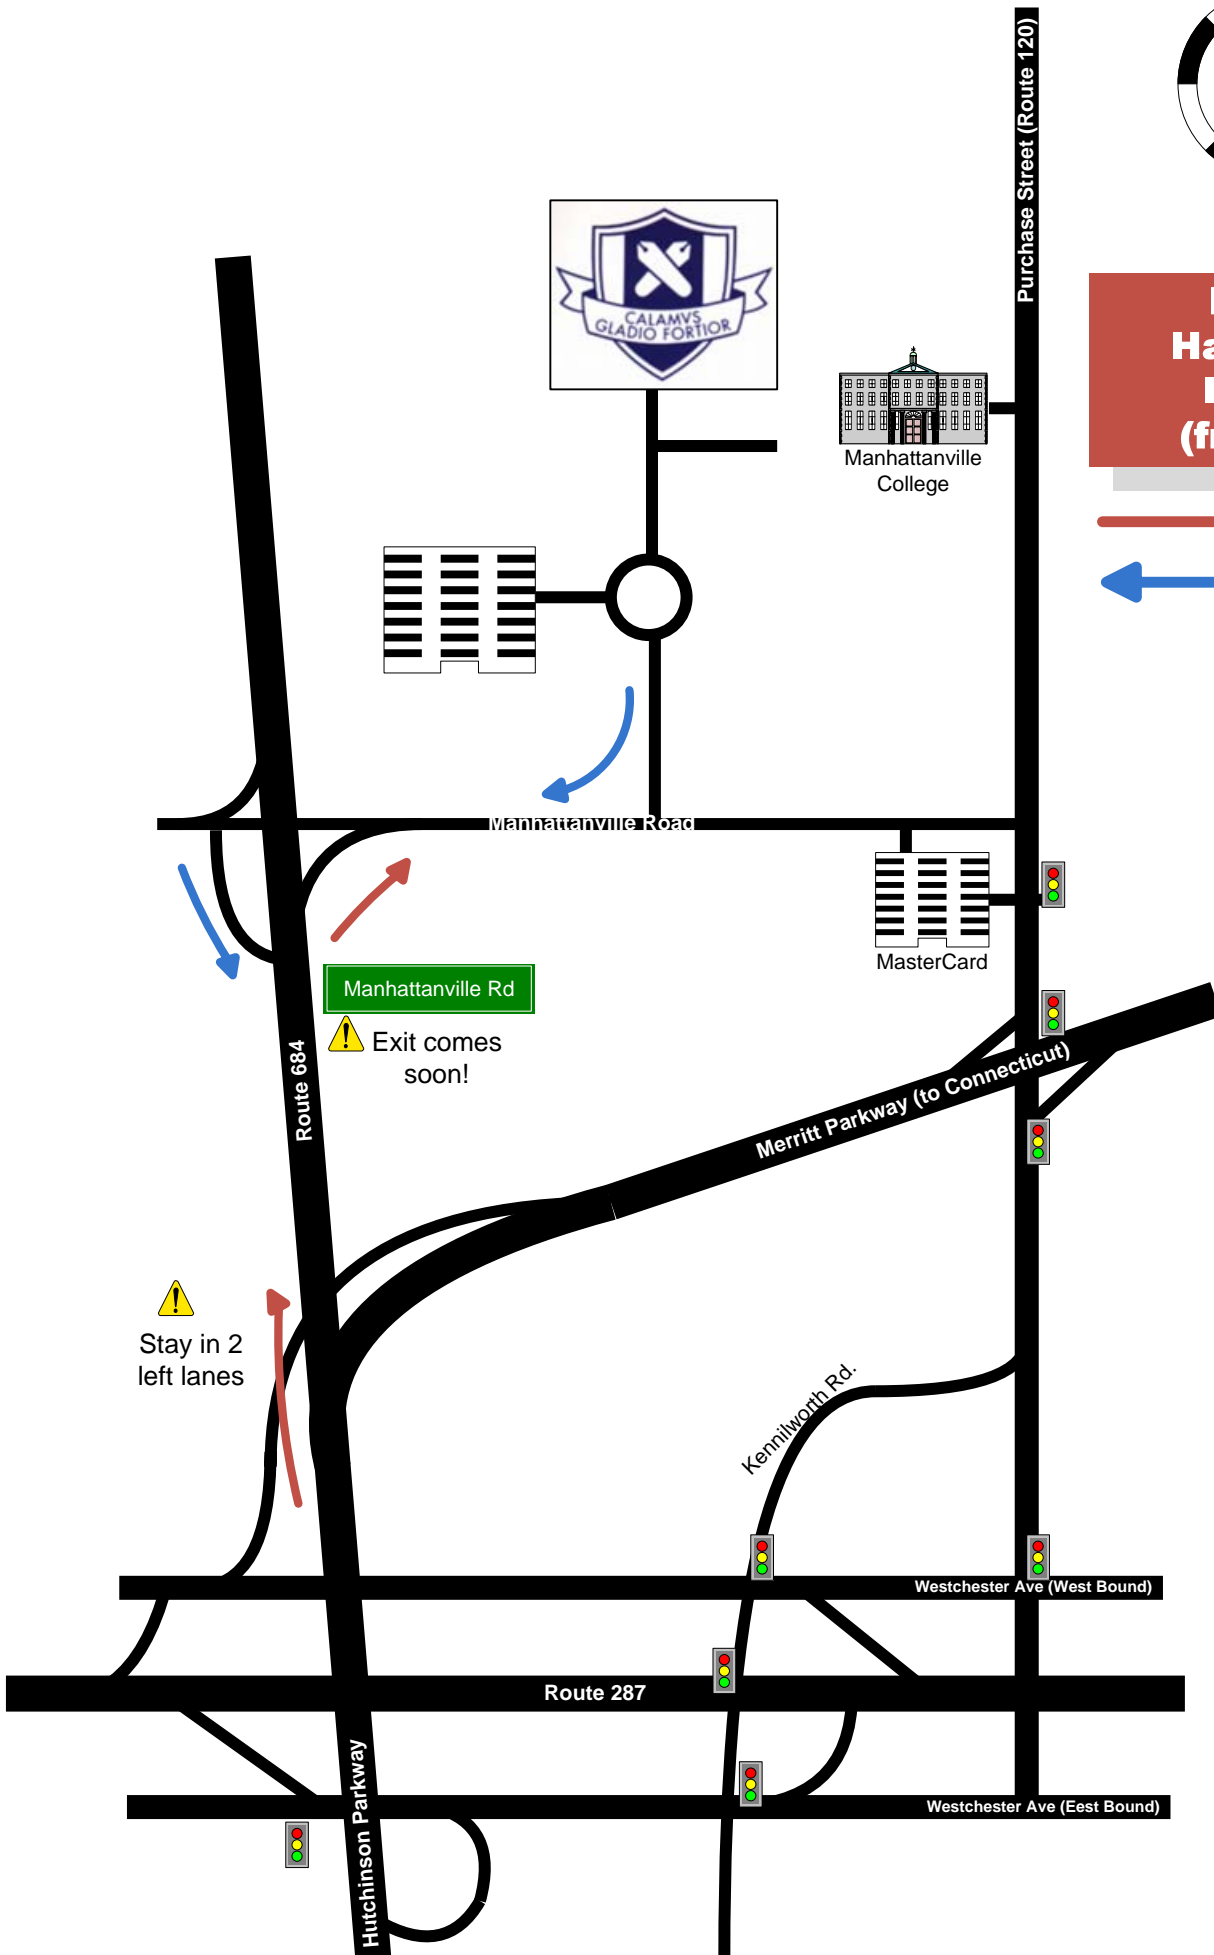 Purchase Street (Route 120)
CALAMVS
GLADIO FORTIOR
Manhattanville
College
Manhattanville Road
MasterCard
Manhattanville Rd
Exit comes
soon!
Route 684
Merritt Parkway (to Connecticut)
Stay in 2
left lanes
Kennilworth Rd.
Westchester Ave (West Bound)
Route 287
Westchester Ave (Eest Bound)
Hutchinson Parkway